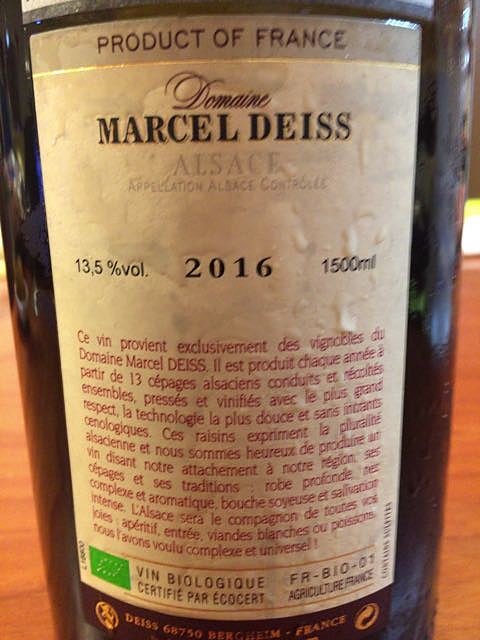 PRODUCT OF FRANCE
Domaine
MARCEL DEISS
ALSACE
APPELLATION ALSACE CONTRÔLÉE
13,5 %vol. 2016 1500ml
Ce vin provient exclusivement des vignobles du
Domaine Marcel DEISS. Il est produit chaque année à
partir de 13 cépages alsaciens conduits et récoltés
ensembles, pressés et vinifiés avec le plus grand
respect, la technologie la plus douce et sans intrants
œnologiques. Ces raisins expriment la pluralité
alsacienne et nous sommes heureux de produire un
vin disant notre attachement à notre région, ses
cépages et ses traditions : robe profonde, nez
complexe et aromatique, bouche soyeuse et salivation
intense. L'Alsace sera le compagnon de toutes vos
joies : apéritif, entrée, viandes blanches ou poissons,
nous l'avons voulu complexe et universel !
CONTAINS SULFITES
VIN BIOLOGIQUE
CERTIFIÉ PAR ÉCOCERT
FR-BIO-01
AGRICULTURE FRANCE
DEISS 68750 BERGHEIM - FRANCE